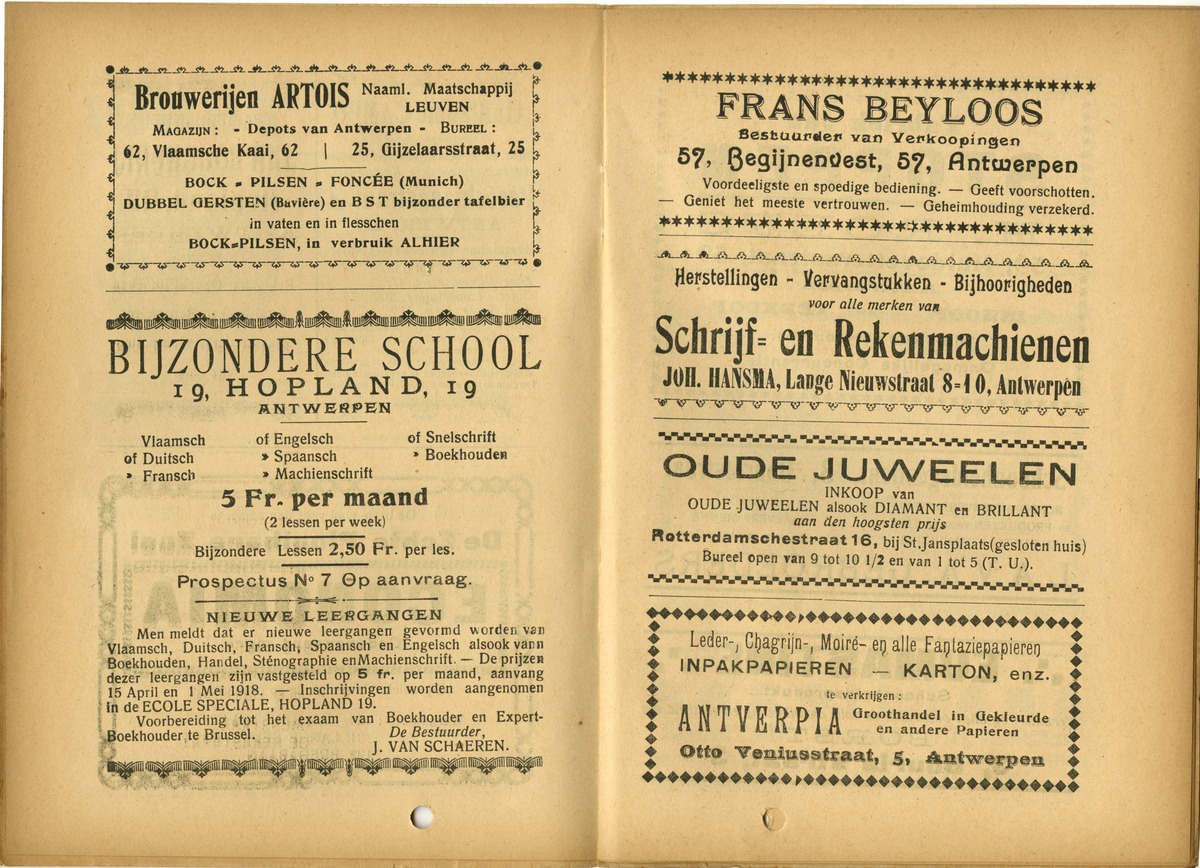 Brouwerijen ARTOIS Naaml. Maatschappij
LEUVEN
MAGAZIJN : - Depots van Antwerpen - BUREEL :
62, Vlaamsche Kaai, 62 | 25, Gijzelaarsstraat, 25
BOCK = PILSEN = FONCÉE (Munich)
DUBBEL GERSTEN (Bavière) en B S T bijzonder tafelbier
in vaten en in flesschen
BOCK=PILSEN, in verbruik ALHIER
BIJZONDERE SCHOOL
19, HOPLAND, 19
ANTWERPEN
Vlaamsch of Engelsch of Snelschrift
of Duitsch » Spaansch » Boekhouden
» Fransch » Machienschrift
5 Fr. per maand
(2 lessen per week)
Bijzondere Lessen 2,50 Fr. per les.
Prospectus No 7 Op aanvraag.
NIEUWE LEERGANGEN
Men meldt dat er nieuwe leergangen gevormd worden van
Vlaamsch, Duitsch, Fransch, Spaansch en Engelsch alsook vann
Boekhouden, Handel, Sténographie enMachienschrift. — De prijzen
dezer leergangen zijn vastgesteld op 5 fr. per maand, aanvang
15 April en 1 Mei 1918. — Inschrijvingen worden aangenomen
in de ECOLE SPECIALE, HOPLAND 19.
Voorbereiding tot het exaam van Boekhouder en Expert-
Boekhouder te Brussel. De Bestuurder,
J. VAN SCHAEREN.
FRANS BEYLOOS
Bestuurder van Verkoopingen
57, Begijnenvest, 57, Antwerpen
Voordeeligste en spoedige bediening. — Geeft voorschotten.
— Geniet het meeste vertrouwen. — Geheimhouding verzekerd.
Herstellingen - Vervangstukken - Bijhoorigheden
voor alle merken van
Schrijf= en Rekenmachienen
JOH. HANSMA, Lange Nieuwstraat 8=10, Antwerpen
OUDE JUWEELEN
INKOOP van
OUDE JUWEELEN alsook DIAMANT en BRILLANT
aan den hoogsten prijs
Rotterdamschestraat 16, bij St.Jansplaats(gesloten huis)
Bureel open van 9 tot 10 1/2 en van 1 tot 5 (T. U.).
Leder-, Chagrijn-, Moiré- en alle Fantaziepapieren
INPAKPAPIEREN — KARTON, enz.
te verkrijgen :
ANTVERPIA Groothandel in Gekleurde
en andere Papieren
Otto Veniusstraat, 5, Antwerpen